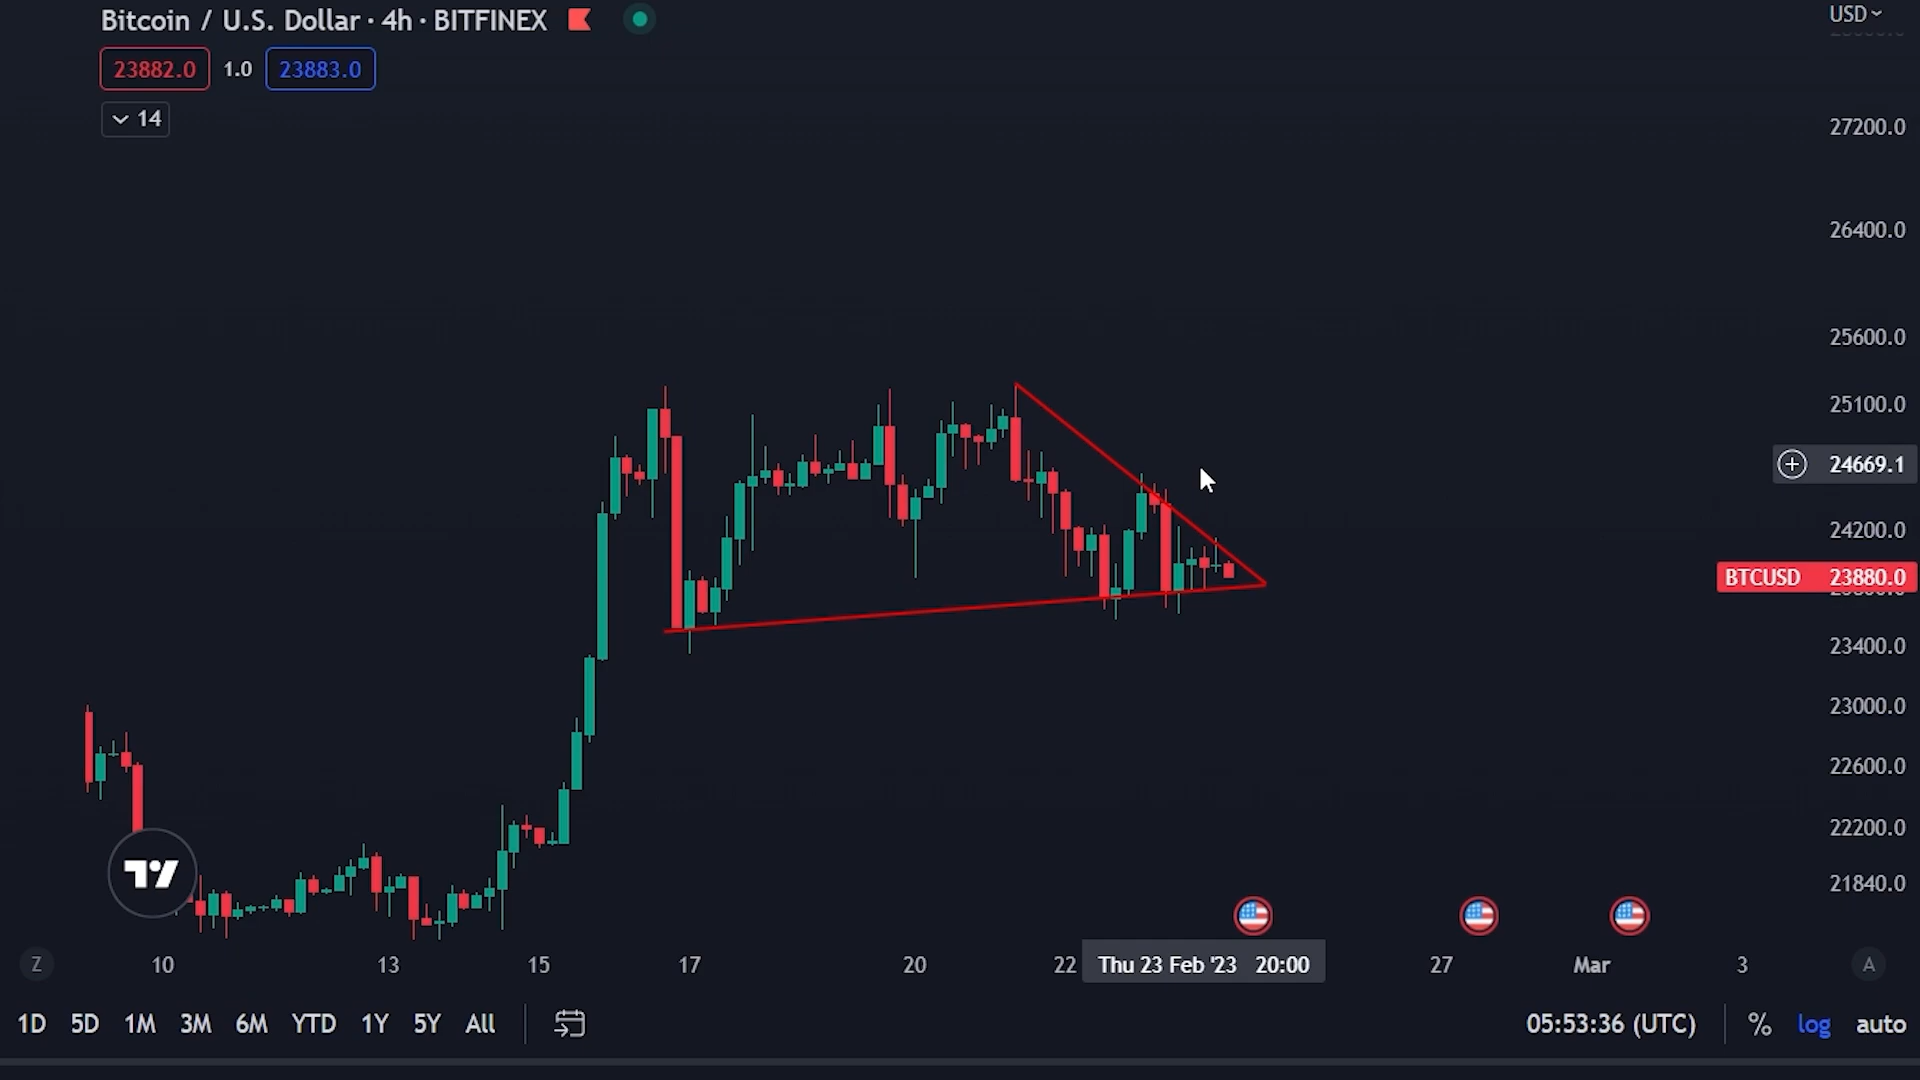 Bitcoin / U.S. Dollar · 4h · BITFINEX
USD
23882.0 1.0 23883.0
14
27200.0
26400.0
25600.0
25100.0
24669.1
24200.0
BTCUSD 23880.0
23400.0
23000.0
22600.0
22200.0
21840.0
Z 10 13 15 17 20 22 Thu 23 Feb '23 20:00 27 Mar 3 A
1D 5D 1M 3M 6M YTD 1Y 5Y All 05:53:36 (UTC) % log auto